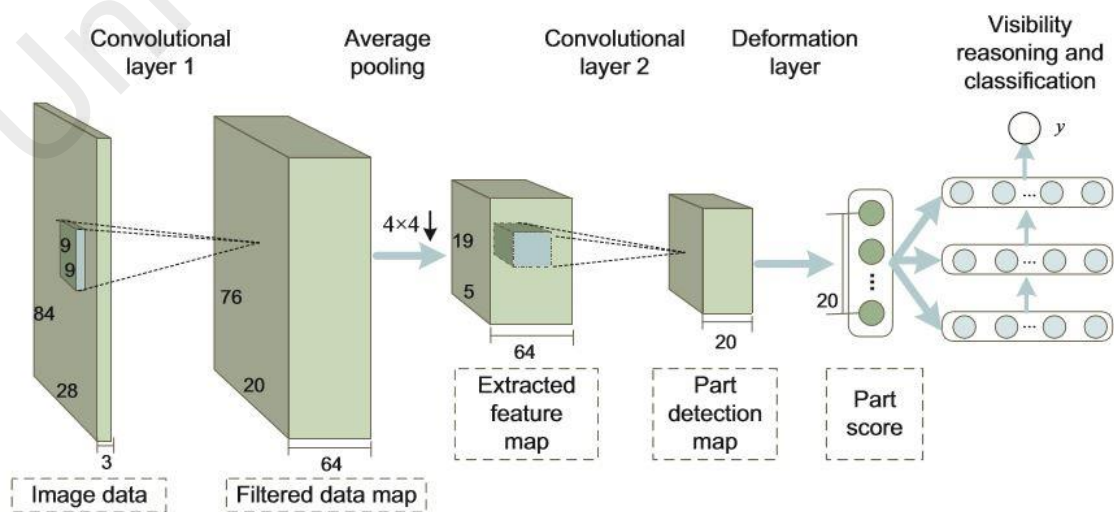 Uni
Convolutional
layer 1
Average
pooling
Convolutional
layer 2
Deformation
layer
Visibility
reasoning and
classification
y
9
9
84
28
3
76
20
64
4×4
19
5
64
20
20
...
...
...
...
Image data
Filtered data map
Extracted
feature
map
Part
detection
map
Part
score